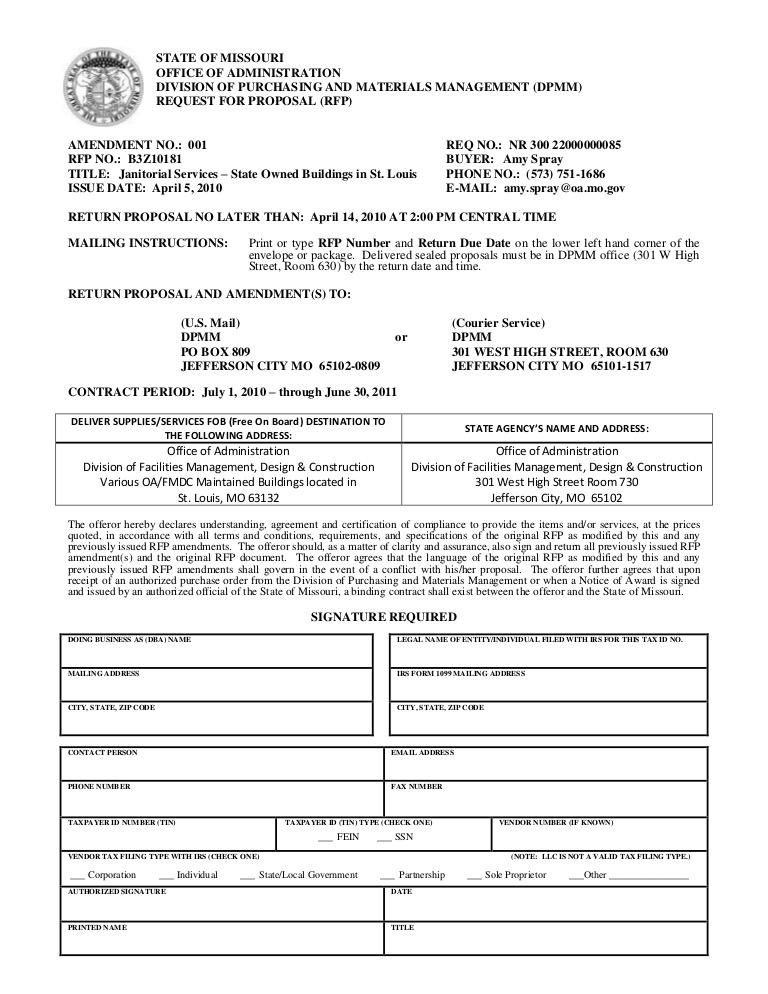 STATE OF MISSOURI
OFFICE OF ADMINISTRATION
DIVISION OF PURCHASING AND MATERIALS MANAGEMENT (DPMM)
REQUEST FOR PROPOSAL (RFP)
AMENDMENT NO.: 001
RFP NO.: B3Z10181
TITLE: Janitorial Services – State Owned Buildings in St. Louis
ISSUE DATE: April 5, 2010
REQ NO.: NR 300 22000000085
BUYER: Amy Spray
PHONE NO.: (573) 751-1686
E-MAIL: amy.spray@oa.mo.gov
RETURN PROPOSAL NO LATER THAN: April 14, 2010 AT 2:00 PM CENTRAL TIME
MAILING INSTRUCTIONS: Print or type RFP Number and Return Due Date on the lower left hand corner of the
envelope or package. Delivered sealed proposals must be in DPMM office (301 W High
Street, Room 630) by the return date and time.
RETURN PROPOSAL AND AMENDMENT(S) TO:
(U.S. Mail)
DPMM
PO BOX 809
JEFFERSON CITY MO 65102-0809
or
(Courier Service)
DPMM
301 WEST HIGH STREET, ROOM 630
JEFFERSON CITY MO 65101-1517
CONTRACT PERIOD: July 1, 2010 – through June 30, 2011
DELIVER SUPPLIES/SERVICES FOB (Free On Board) DESTINATION TO
THE FOLLOWING ADDRESS:
Office of Administration
Division of Facilities Management, Design & Construction
Various OA/FMDC Maintained Buildings located in
St. Louis, MO 63132
STATE AGENCY'S NAME AND ADDRESS:
Office of Administration
Division of Facilities Management, Design & Construction
301 West High Street Room 730
Jefferson City, MO 65102
The offeror hereby declares understanding, agreement and certification of compliance to provide the items and/or services, at the prices
quoted, in accordance with all terms and conditions, requirements, and specifications of the original RFP as modified by this and any
previously issued RFP amendments. The offeror should, as a matter of clarity and assurance, also sign and return all previously issued RFP
amendment(s) and the original RFP document. The offeror agrees that the language of the original RFP as modified by this and any
previously issued RFP amendments shall govern in the event of a conflict with his/her proposal. The offeror further agrees that upon
receipt of an authorized purchase order from the Division of Purchasing and Materials Management or when a Notice of Award is signed
and issued by an authorized official of the State of Missouri, a binding contract shall exist between the offeror and the State of Missouri.
SIGNATURE REQUIRED
DOING BUSINESS AS (DBA) NAME
LEGAL NAME OF ENTITY/INDIVIDUAL FILED WITH IRS FOR THIS TAX ID NO.
MAILING ADDRESS
IRS FORM 1099 MAILING ADDRESS
CITY, STATE, ZIP CODE
CITY, STATE, ZIP CODE
CONTACT PERSON
EMAIL ADDRESS
PHONE NUMBER
FAX NUMBER
TAXPAYER ID NUMBER (TIN)
TAXPAYER ID (TIN) TYPE (CHECK ONE)
___ FEIN ___ SSN
VENDOR NUMBER (IF KNOWN)
VENDOR TAX FILING TYPE WITH IRS (CHECK ONE) (NOTE: LLC IS NOT A VALID TAX FILING TYPE.)
___ Corporation ___ Individual ___ State/Local Government ___ Partnership ___ Sole Proprietor ___Other ________________
AUTHORIZED SIGNATURE
DATE
PRINTED NAME
TITLE